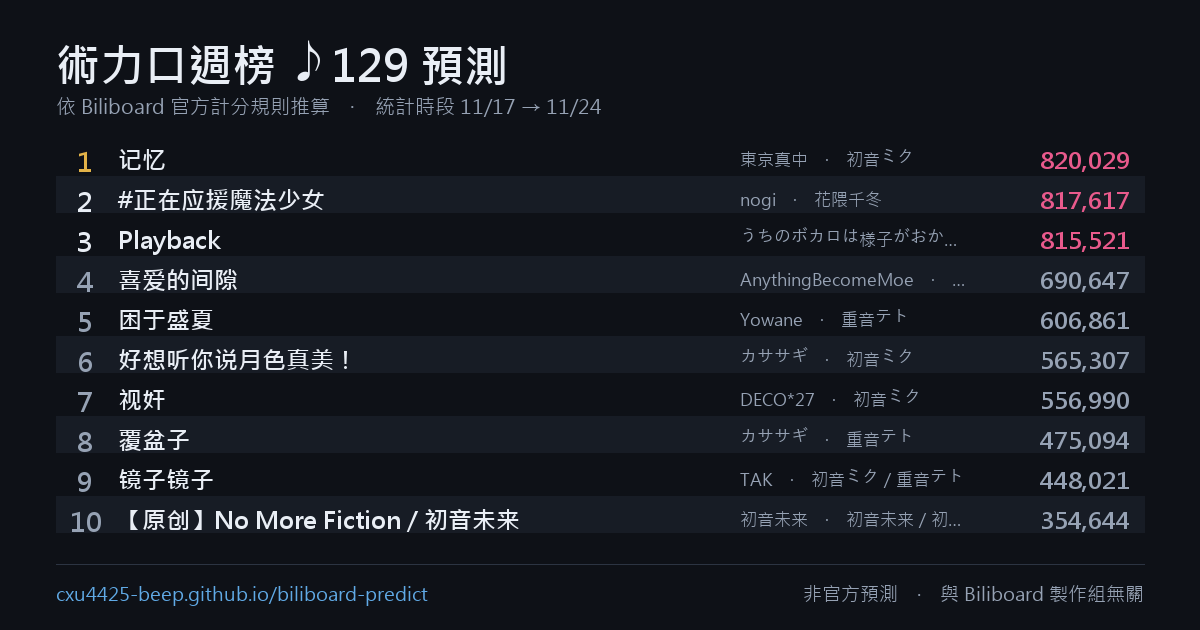 術力口週榜 ♪129 預測
依 Biliboard 官方計分規則推算 · 統計時段 11/17 → 11/24
1 记忆 東京真中 · 初音ミク 820,029
2 #正在应援魔法少女 nogi · 花隈千冬 817,617
3 Playback うちのボカロは様子がおか… 815,521
4 喜爱的间隙 AnythingBecomeMoe · … 690,647
5 困于盛夏 Yowane · 重音テト 606,861
6 好想听你说月色真美！ カササギ · 初音ミク 565,307
7 视奸 DECO*27 · 初音ミク 556,990
8 覆盆子 カササギ · 重音テト 475,094
9 镜子镜子 TAK · 初音ミク / 重音テト 448,021
10 【原创】No More Fiction / 初音未来 初音未来 · 初音未来 / 初… 354,644
cxu4425-beep.github.io/biliboard-predict 非官方預測 · 與 Biliboard 製作組無關